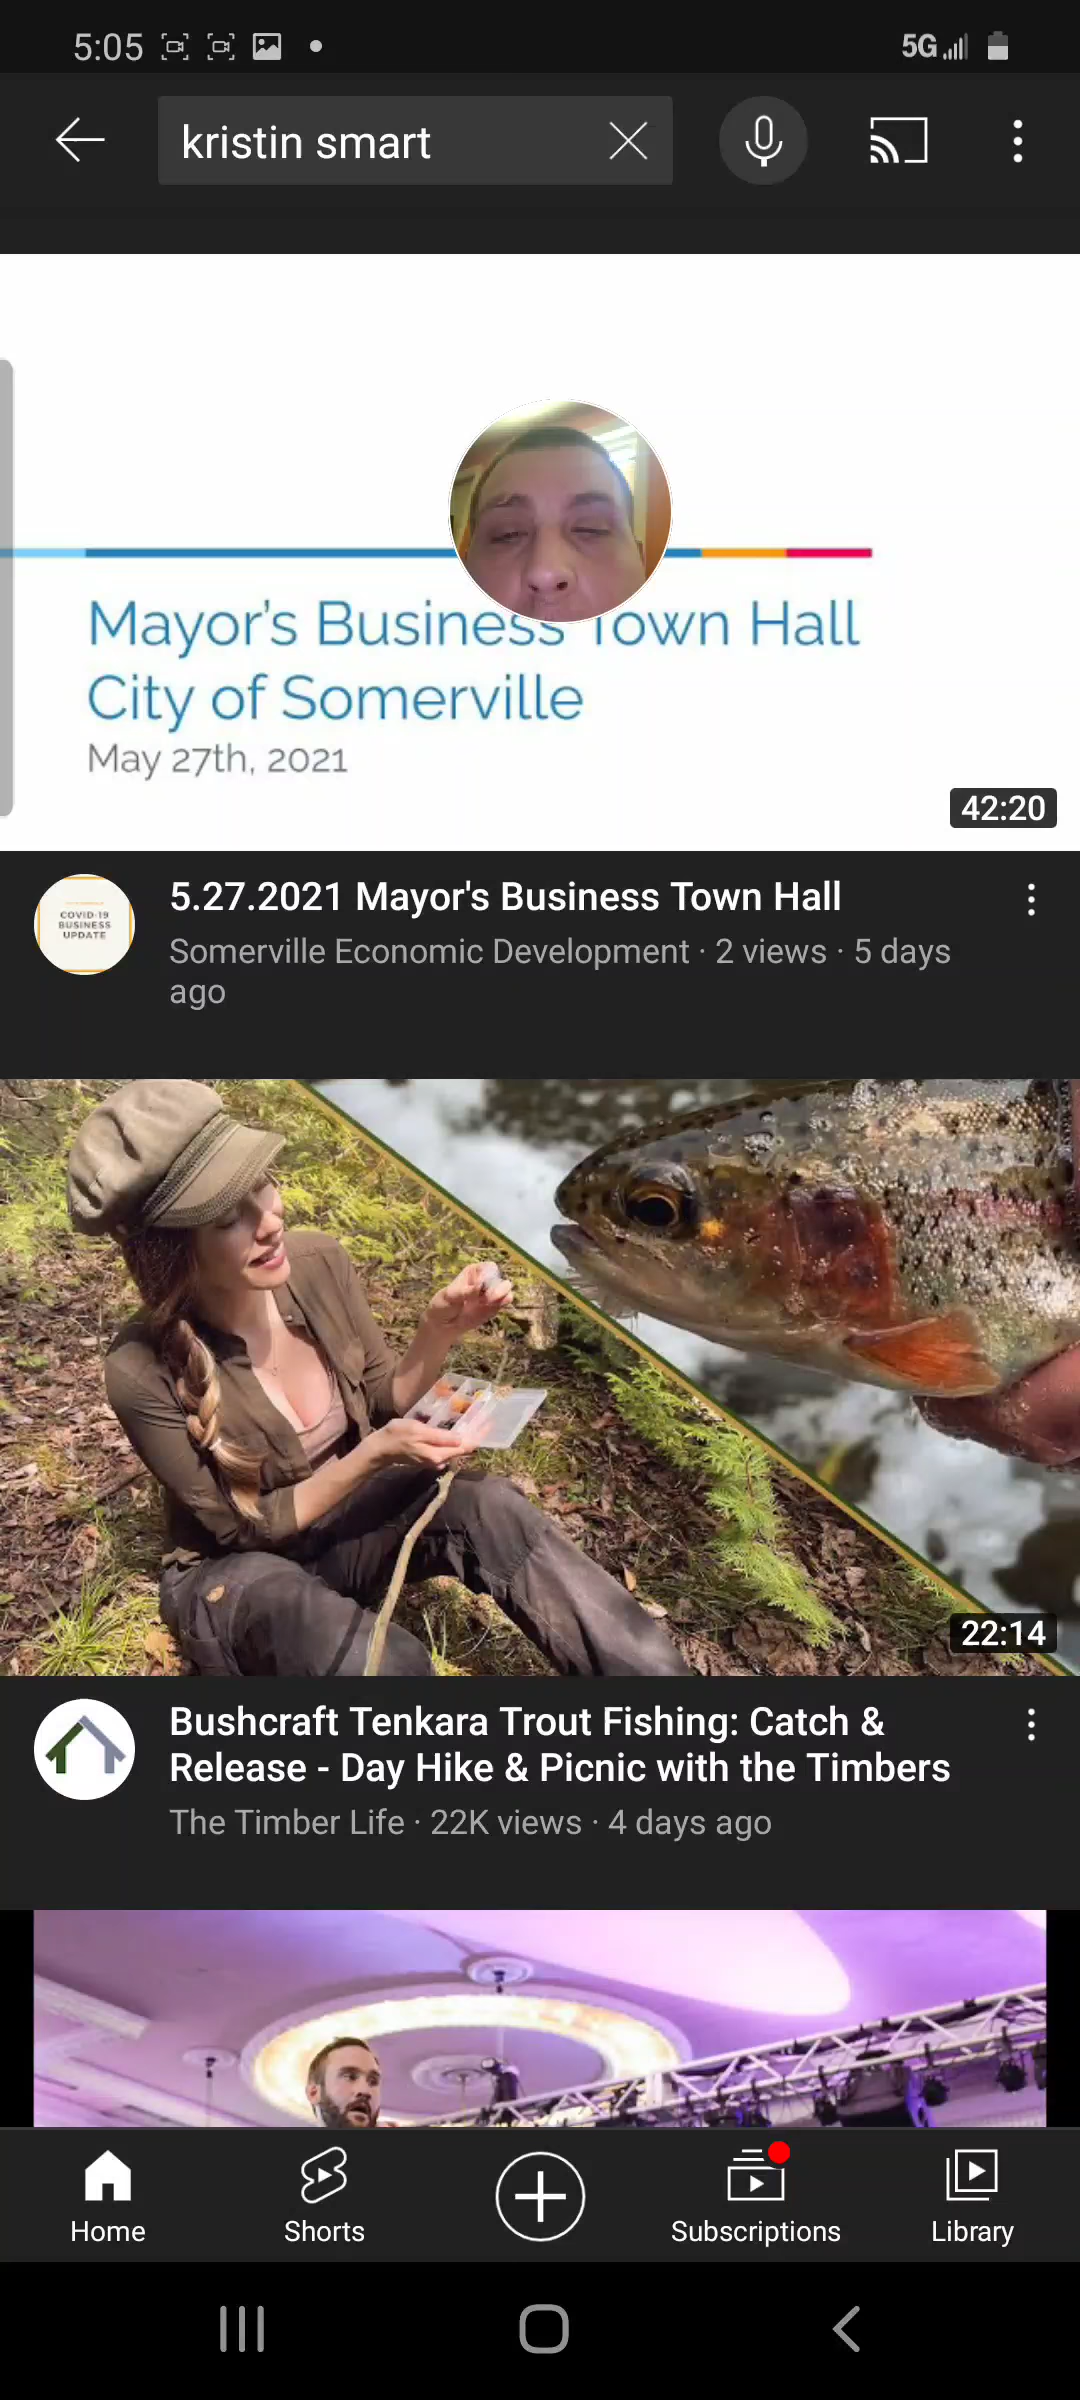 5:05
5G
kristin smart
Mayor's Business Town Hall
City of Somerville
May 27th, 2021
42:20
COVID-19
BUSINESS
UPDATE
5.27.2021 Mayor's Business Town Hall
Somerville Economic Development · 2 views · 5 days
ago
22:14
Bushcraft Tenkara Trout Fishing: Catch &
Release - Day Hike & Picnic with the Timbers
The Timber Life · 22K views · 4 days ago
Home
Shorts
Subscriptions
Library